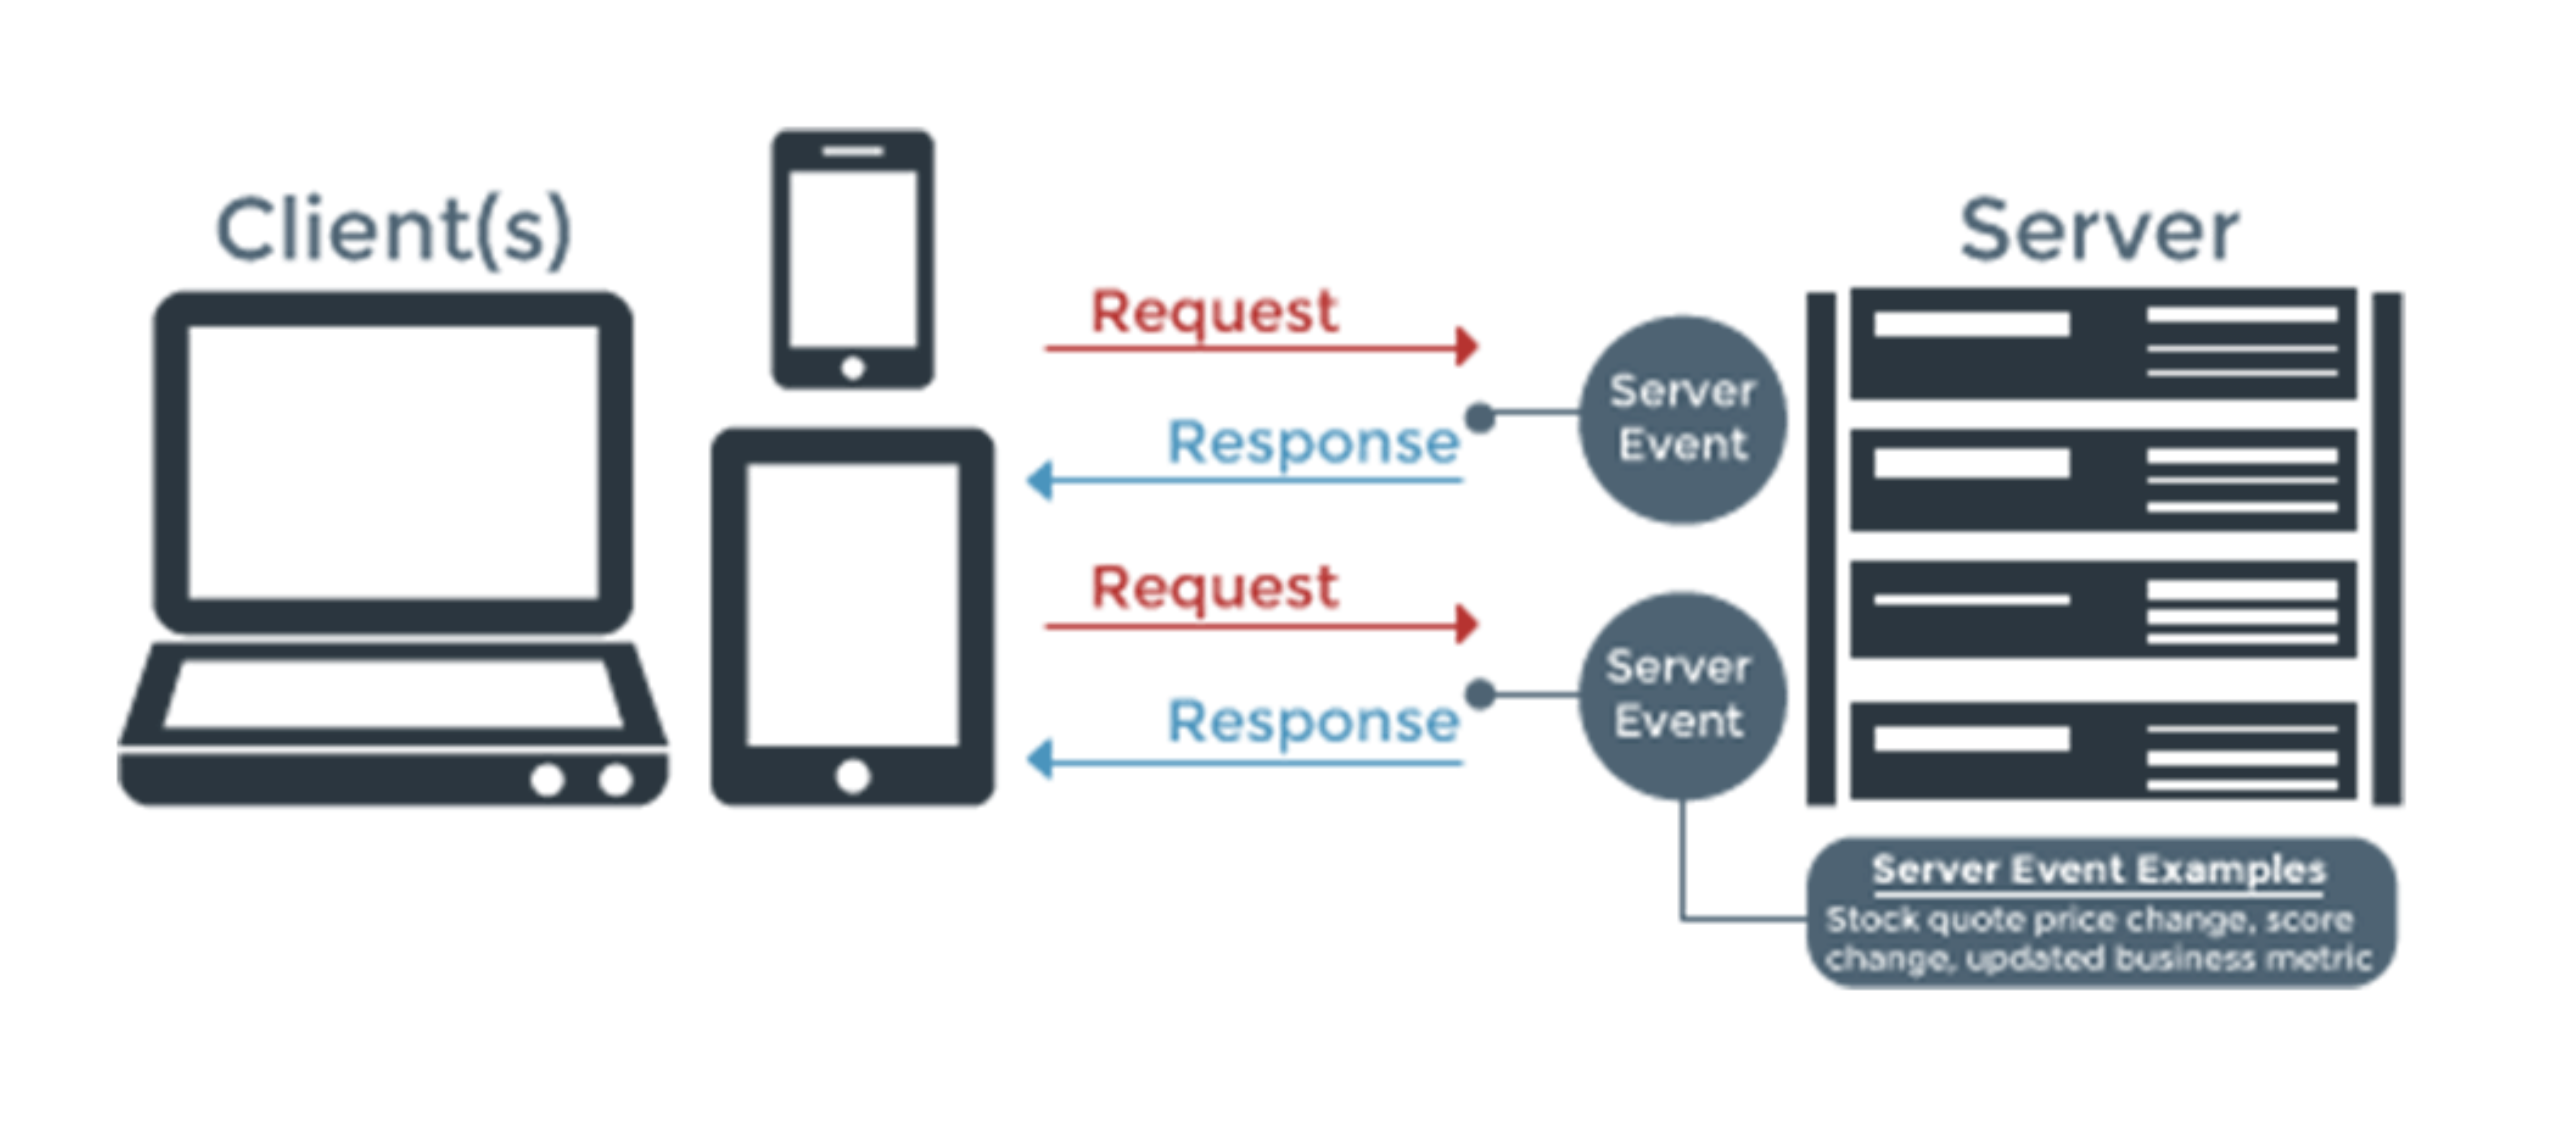 Client(s)
Server
Request
Server
Event
Response
Request
Server
Event
Response
Server Event Examples
Stock quote price change, score
change, updated business metric